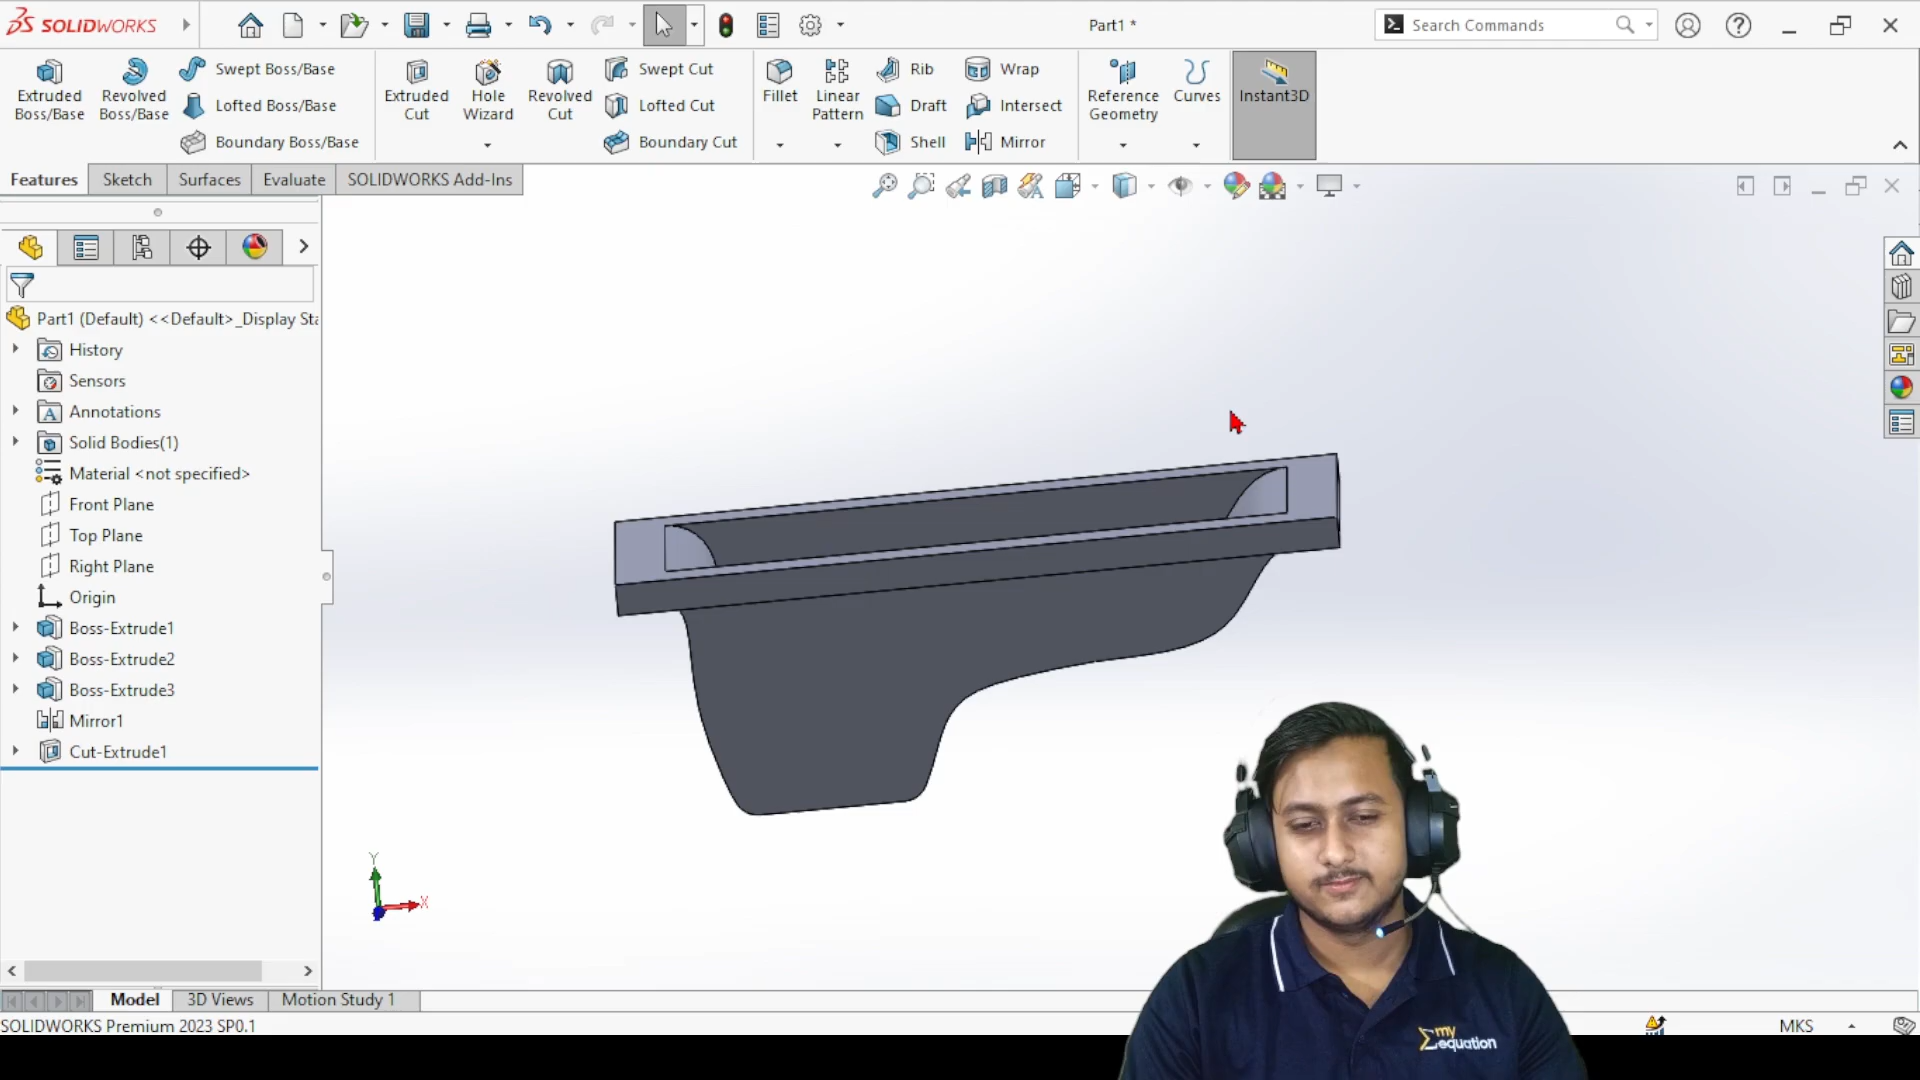 SOLIDWORKS
Part1 *
Search Commands
Extruded Boss/Base
Revolved Boss/Base
Swept Boss/Base
Lofted Boss/Base
Boundary Boss/Base
Extruded Cut
Hole Wizard
Revolved Cut
Swept Cut
Lofted Cut
Boundary Cut
Fillet
Linear Pattern
Rib
Draft
Shell
Wrap
Intersect
Mirror
Reference Geometry
Curves
Instant3D
Features
Sketch
Surfaces
Evaluate
SOLIDWORKS Add-Ins
Part1 (Default) <<Default>_Display Sta
History
Sensors
Annotations
Solid Bodies(1)
Material <not specified>
Front Plane
Top Plane
Right Plane
Origin
Boss-Extrude1
Boss-Extrude2
Boss-Extrude3
Mirror1
Cut-Extrude1
Y
X
Model
3D Views
Motion Study 1
SOLIDWORKS Premium 2023 SP0.1
MKS
my equation